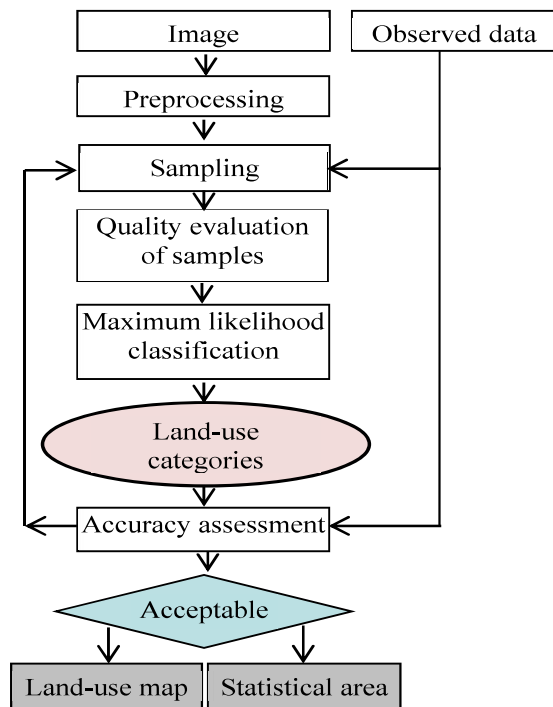 Image
Observed data
Preprocessing
Sampling
Quality evaluation
of samples
Maximum likelihood
classification
Land-use
categories
Accuracy assessment
Acceptable
Land-use map
Statistical area